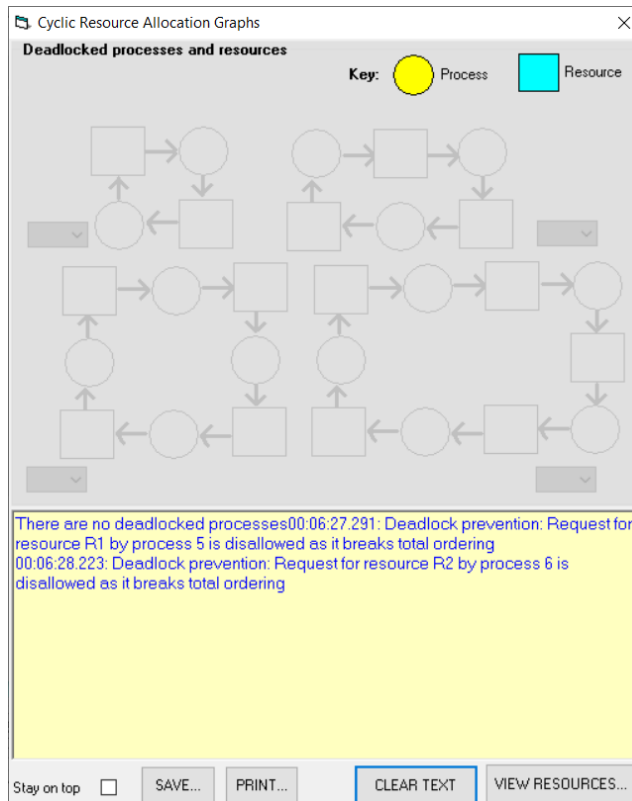 Cyclic Resource Allocation Graphs
Deadlocked processes and resources
Key: Process Resource
There are no deadlocked processes00:06:27.291: Deadlock prevention: Request for
resource R1 by process 5 is disallowed as it breaks total ordering
00:06:28.223: Deadlock prevention: Request for resource R2 by process 6 is
disallowed as it breaks total ordering
Stay on top SAVE... PRINT... CLEAR TEXT VIEW RESOURCES...